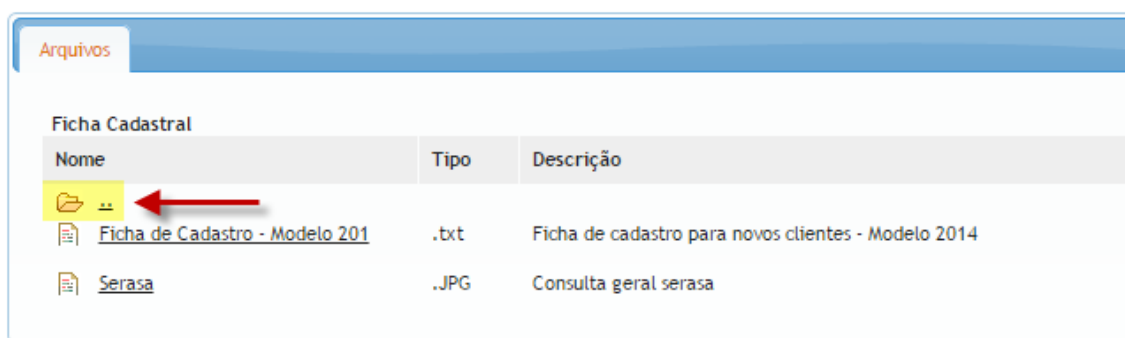 Arquivos
Ficha Cadastral
Nome Tipo Descrição
..
Ficha de Cadastro - Modelo 201 .txt Ficha de cadastro para novos clientes - Modelo 2014
Serasa .JPG Consulta geral serasa